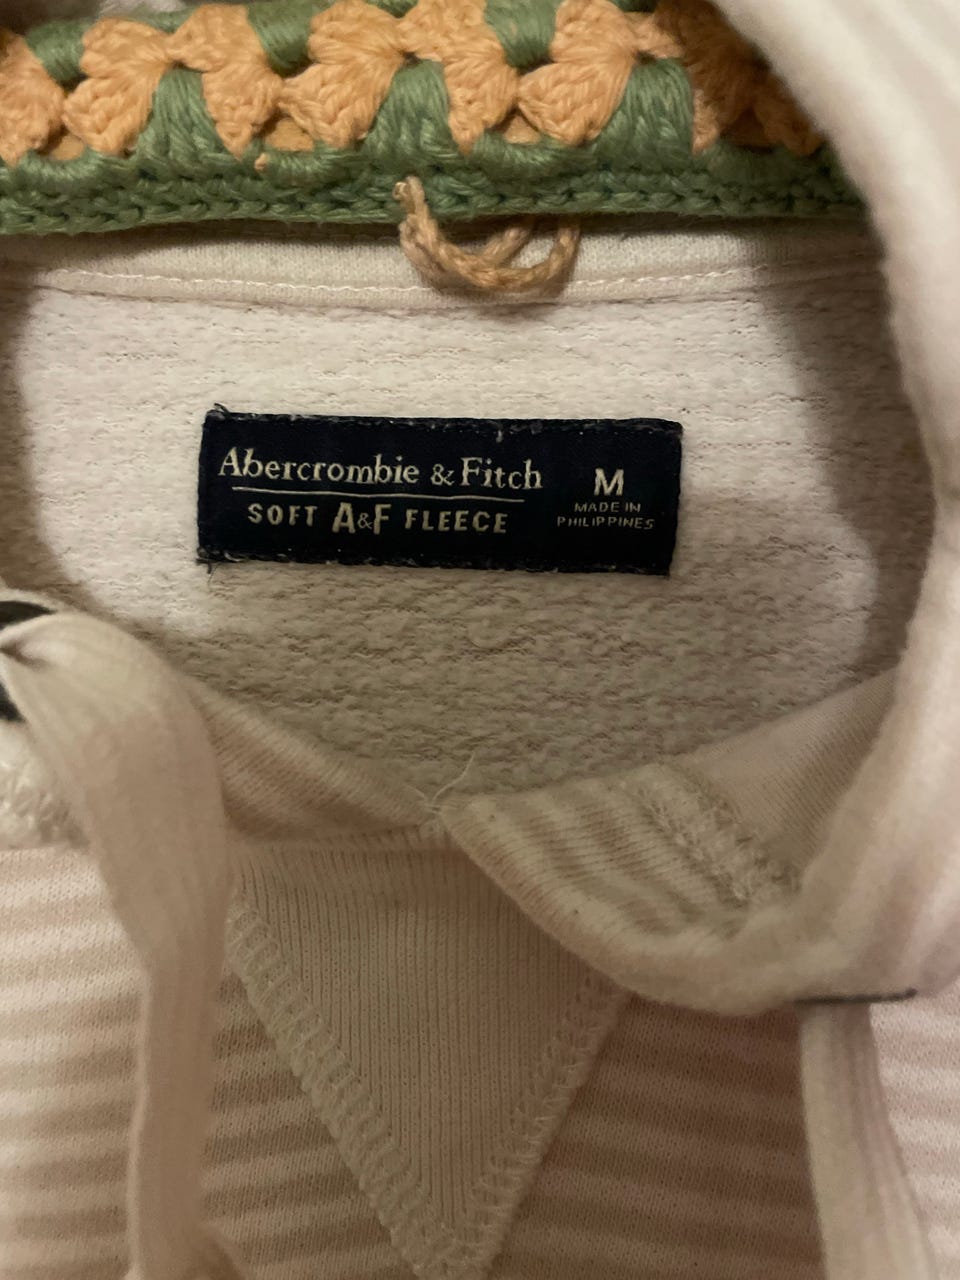 Abercrombie & Fitch
SOFT A&F FLEECE
M
MADE IN
PHILIPPINES